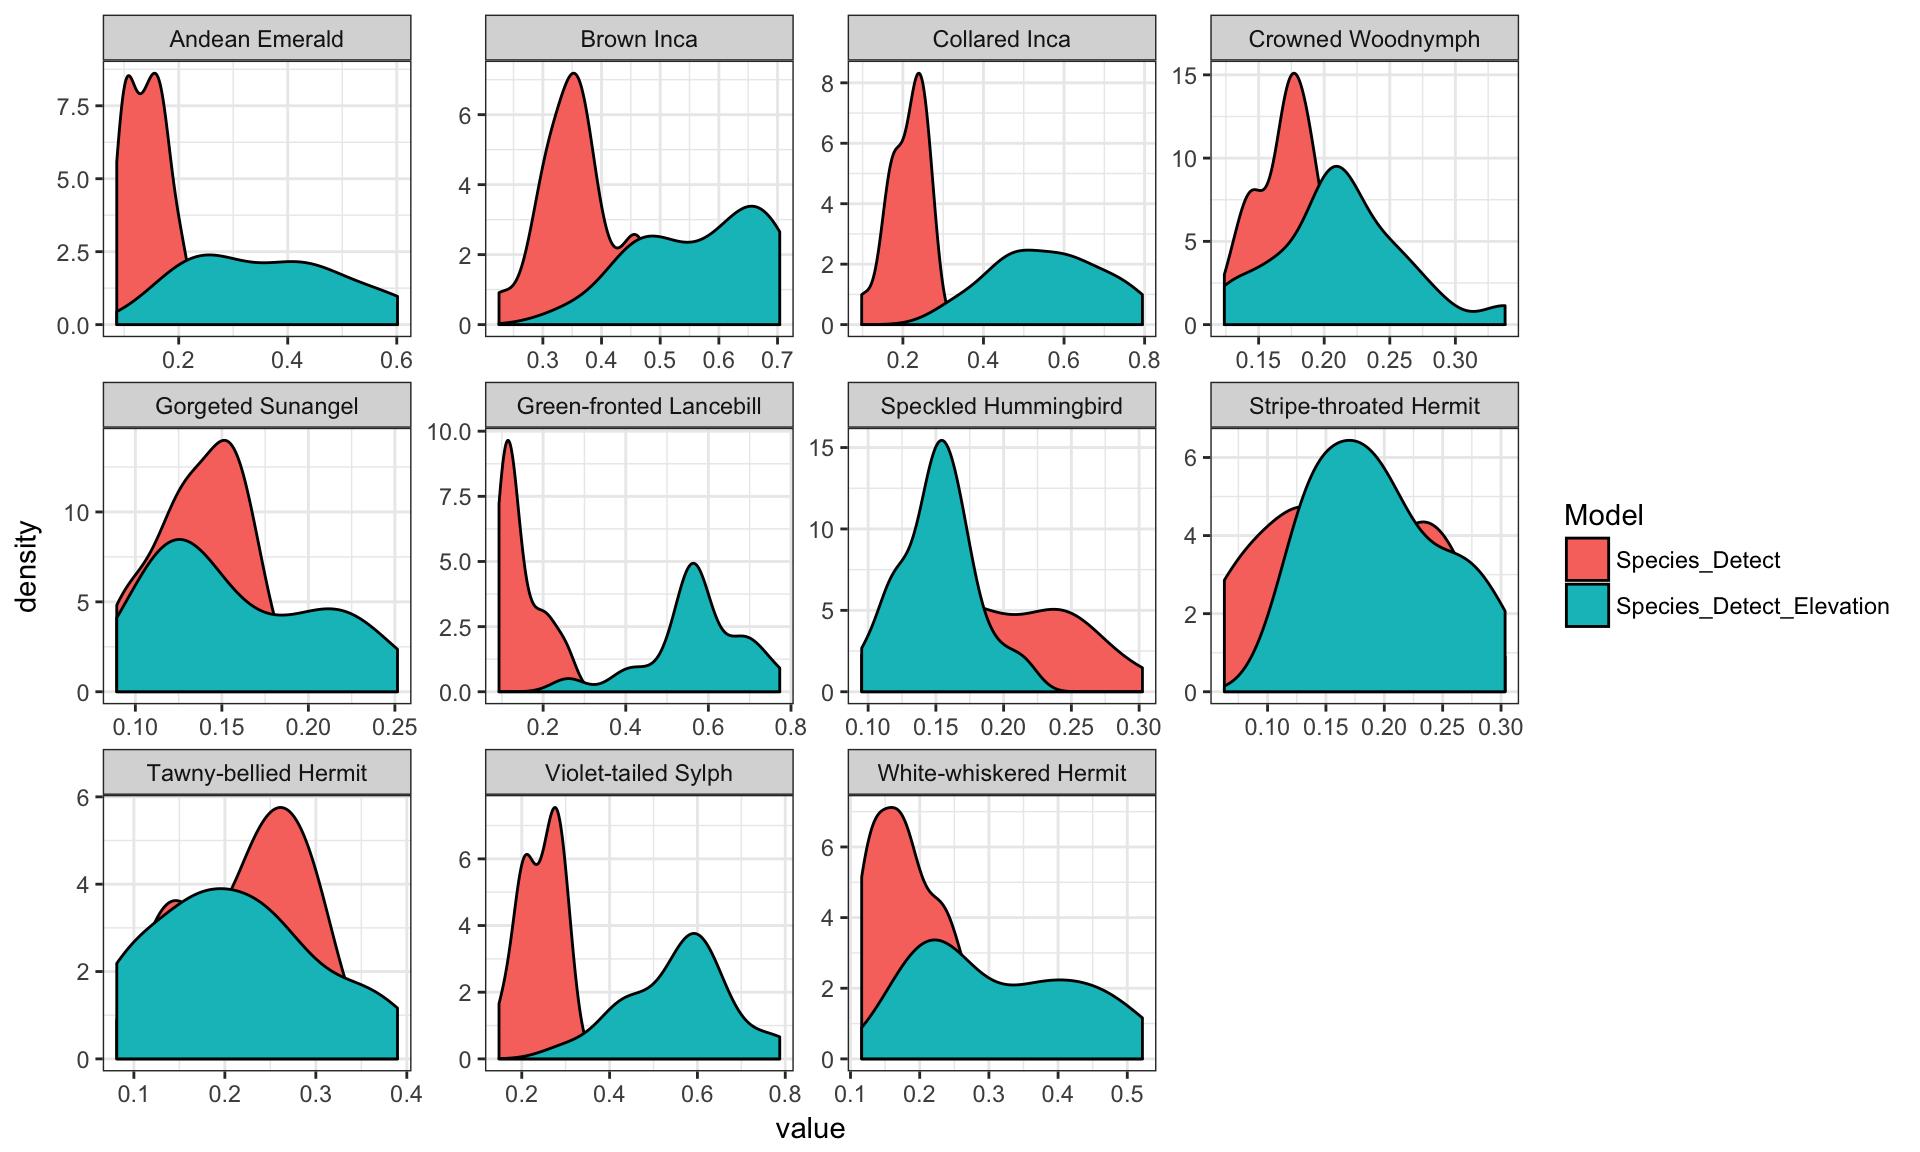 Andean Emerald Brown Inca Collared Inca Crowned Woodnymph
7.5 5.0 2.5 0.0
6 4 2 0
8 6 4 2 0
15 10 5 0
0.2 0.4 0.6 0.3 0.4 0.5 0.6 0.7 0.2 0.4 0.6 0.8 0.15 0.20 0.25 0.30
Gorgeted Sunangel Green-fronted Lancebill Speckled Hummingbird Stripe-throated Hermit
10 5 0
10.0 7.5 5.0 2.5 0.0
15 10 5 0
6 4 2 0
0.10 0.15 0.20 0.25 0.2 0.4 0.6 0.8 0.10 0.15 0.20 0.25 0.30 0.10 0.15 0.20 0.25 0.30
Tawny-bellied Hermit Violet-tailed Sylph White-whiskered Hermit
6 4 2 0
6 4 2 0
6 4 2 0
0.1 0.2 0.3 0.4 0.2 0.4 0.6 0.8 0.1 0.2 0.3 0.4 0.5
density
value
Model
Species_Detect
Species_Detect_Elevation